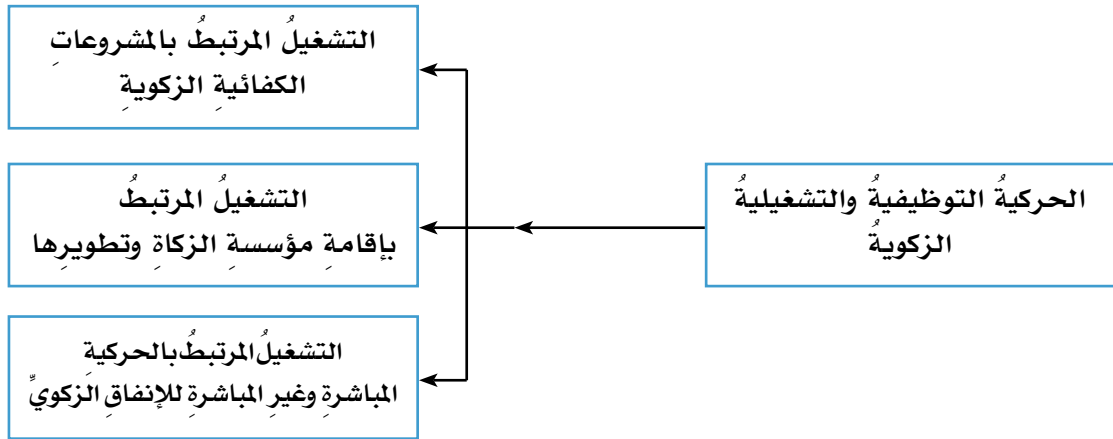 الحركيةُ التوظيفيةُ والتشغيليةُ
الزكويةُ
التشغيلُ المرتبطُ بالمشروعاتِ
الكفائيةِ الزكويةِ
التشغيلُ المرتبطُ
بإقامةِ مؤسسةِ الزكاةِ وتطويرِها
التشغيلُ المرتبطُ بالحركيةِ
المباشرةِ وغيرِ المباشرةِ للإنفاقِ الزكويِّ